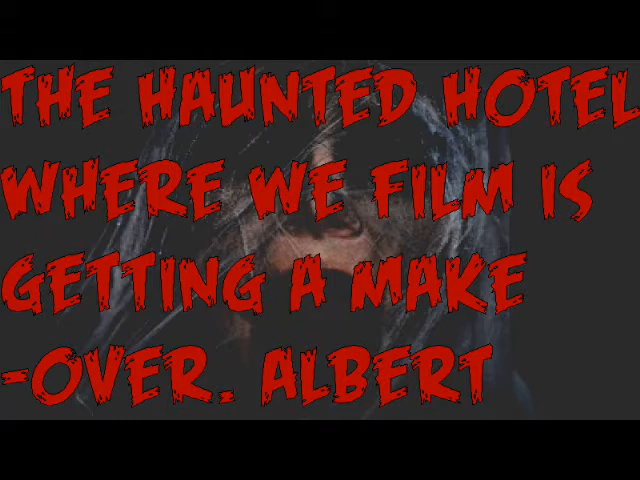 THE HAUNTED HOTEL
WHERE WE FILM IS
GETTING A MAKE
-OVER. ALBERT